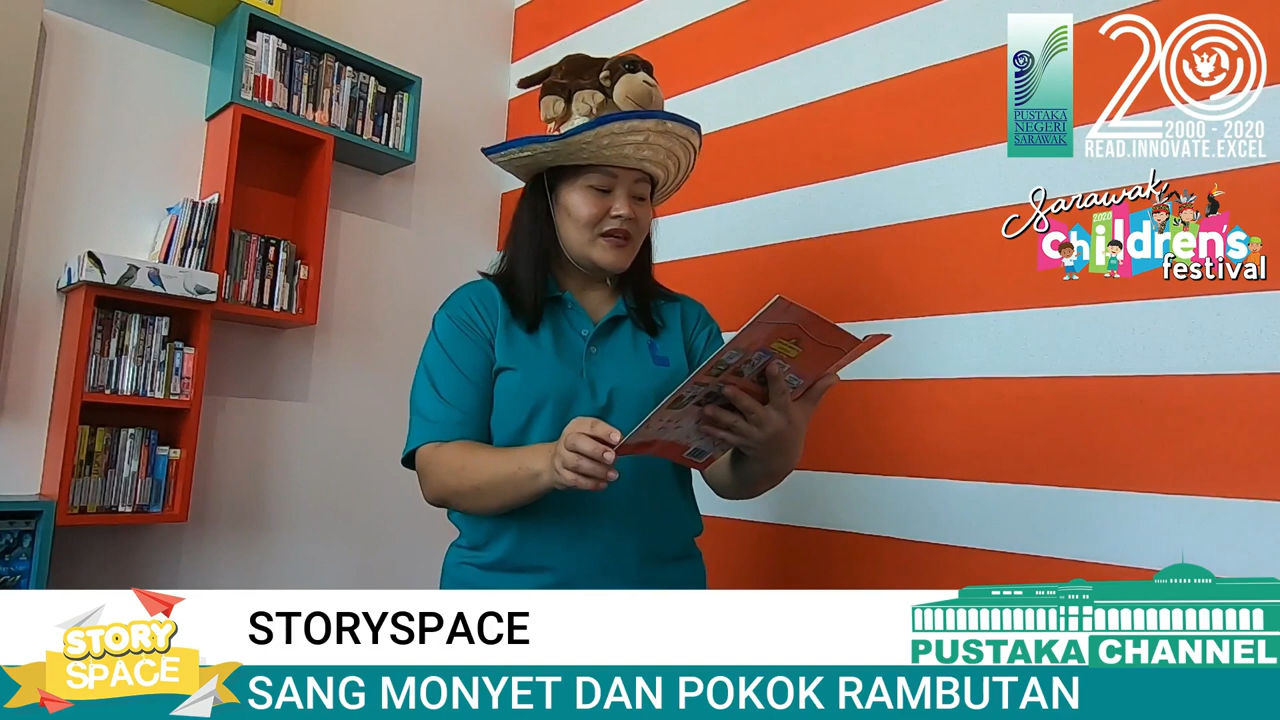 PUSTAKA
NEGERI
SARAWAK
20
2000 - 2020
READ.INNOVATE.EXCEL
Sarawak
2020
children's
festival
STORY
SPACE
STORYSPACE
PUSTAKA CHANNEL
SANG MONYET DAN POKOK RAMBUTAN